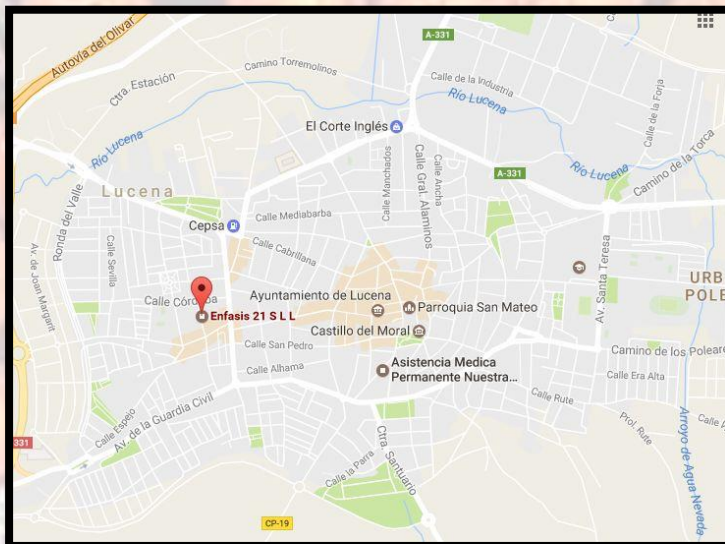 Autovía del Olivar
A-331
Ctra. Estación
Camino Torremolinos
Calle de la Industria
Río Lucena
Calle de la Forja
El Corte Inglés
Río Lucena
Río Lucena
Camino de la Torca
Calle Manchados
Calle Gral. Alaminos
Calle Ancha
A-331
Lucena
Ronda del Valle
Calle Mediabarba
Cepsa
Calle Sevilla
Calle Cabrillana
Av. de Joan Margarit
Av. Santa Teresa
URB
POLE
Calle Córdoba
Ayuntamiento de Lucena
Parroquia San Mateo
Enfasis 21 S L L
Castillo del Moral
Calle San Pedro
Camino de los Poleares
Asistencia Medica
Permanente Nuestra...
Calle Alhama
Calle Era Alta
Calle Espejo
Av. de la Guardia Civil
Calle Rute
Prol. Rute
Calle
331
Ctra. Santuario
Calle la Parra
Arroyo de Agua Nevada
CP-19